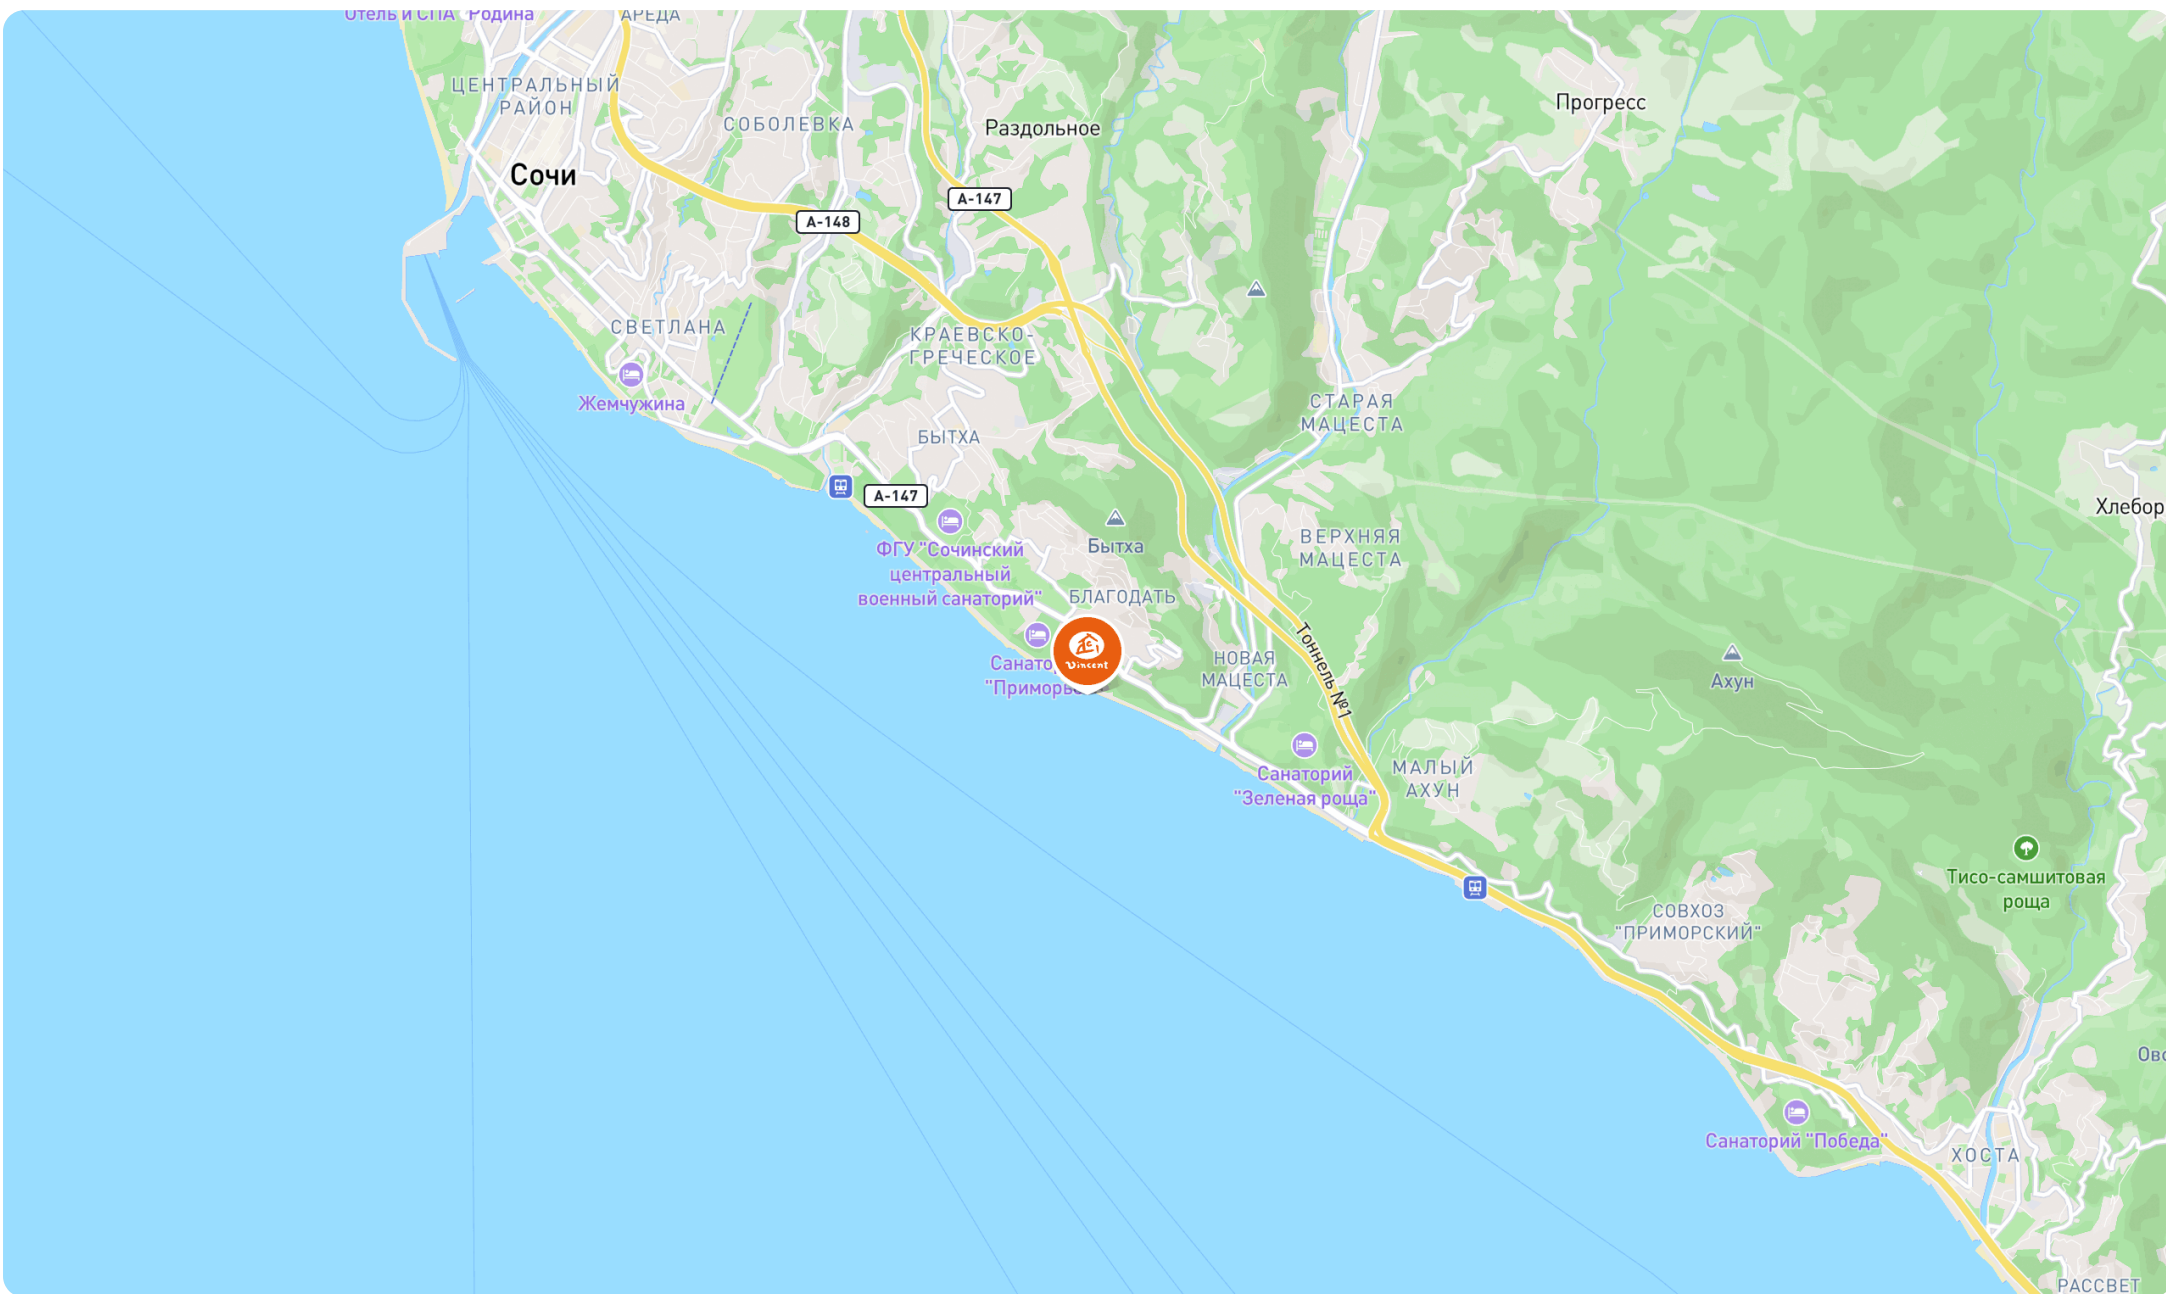 Отель и СПА "Родина
АРЕДА
ЦЕНТРАЛЬНЫЙ
РАЙОН
СОБОЛЕВКА
Раздольное
Прогресс
Сочи
А-147
А-148
СВЕТЛАНА
КРАЕВСКО-
ГРЕЧЕСКОЕ
Жемчужина
СТАРАЯ
МАЦЕСТА
БЫТХА
А-147
Хлебор
ФГУ "Сочинский
центральный
военный санаторий"
Бытха
ВЕРХНЯЯ
МАЦЕСТА
БЛАГОДАТЬ
Vincent
Санато
"Приморь
НОВАЯ
МАЦЕСТА
Тоннель №1
Ахун
Санаторий
"Зеленая роща"
МАЛЫЙ
АХУН
Тисо-самшитовая
роща
СОВХОЗ
"ПРИМОРСКИЙ"
Ово
Санаторий "Победа"
ХОСТА
РАССВЕТ